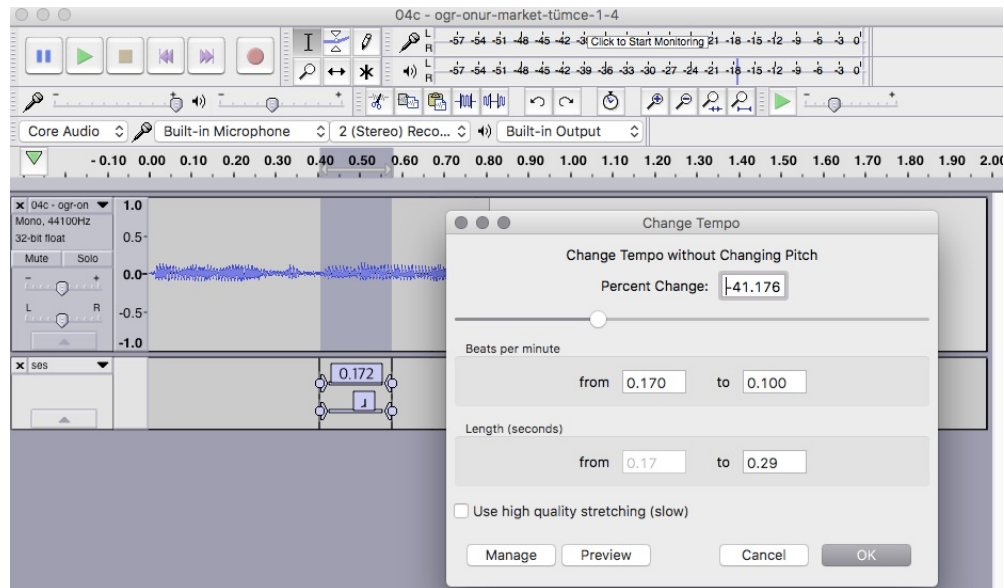 04c - ogr-onur-market-tümce-1-4
L
R
-57 -54 -51 -48 -45 -42 -3 Click to Start Monitoring 21 -18 -15 -12 -9 -6 -3 0
L
R
-57 -54 -51 -48 -45 -42 -39 -36 -33 -30 -27 -24 -21 -18 -15 -12 -9 -6 -3 0
Core Audio Built-in Microphone 2 (Stereo) Reco... Built-in Output
- 0.10 0.00 0.10 0.20 0.30 0.40 0.50 0.60 0.70 0.80 0.90 1.00 1.10 1.20 1.30 1.40 1.50 1.60 1.70 1.80 1.90 2.00
x 04c - ogr-on 1.0
Mono, 44100Hz
32-bit float 0.5-
Mute Solo
- + 0.0-
L R -0.5-
-1.0
x ses
0.172
ɹ
Change Tempo
Change Tempo without Changing Pitch
Percent Change: -41.176
Beats per minute
from 0.170 to 0.100
Length (seconds)
from 0.17 to 0.29
Use high quality stretching (slow)
Manage Preview Cancel OK